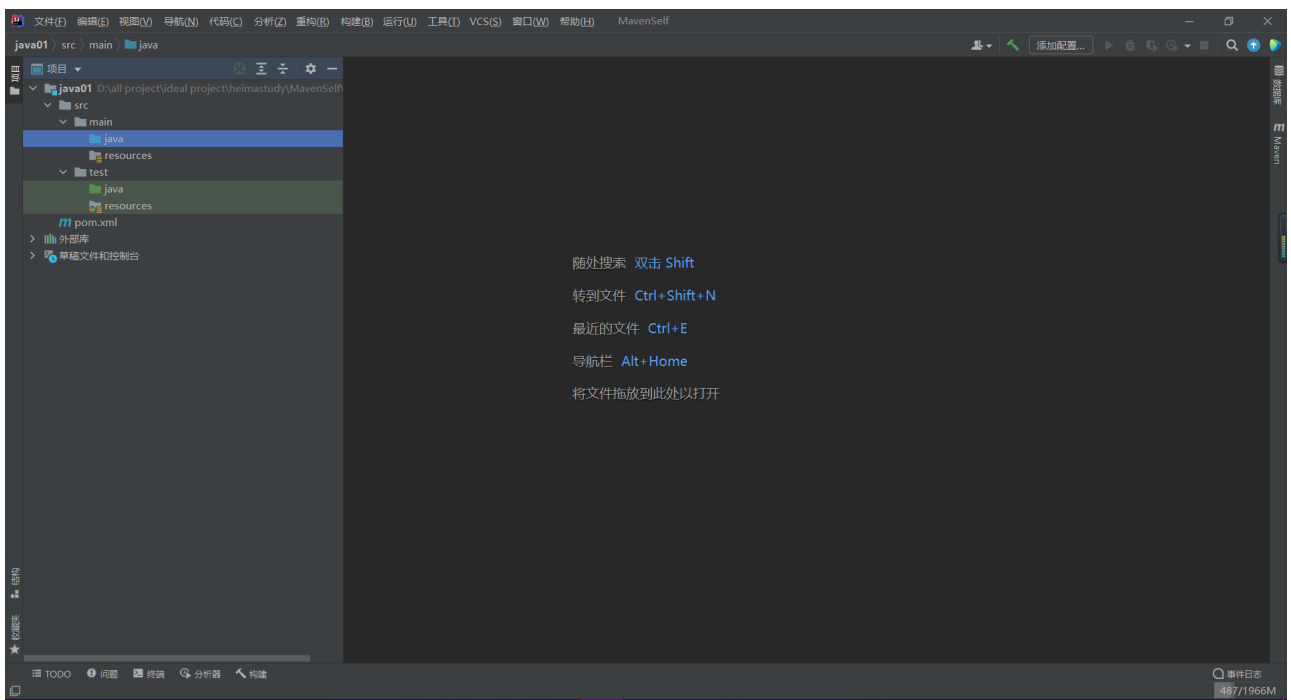 文件(F) 编辑(E) 视图(V) 导航(N) 代码(C) 分析(Z) 重构(R) 构建(B) 运行(U) 工具(T) VCS(S) 窗口(W) 帮助(H) MavenSelf
java01 src main java
添加配置...
项目
项目
java01 D:\all project\ideal project\heimastudy\MavenSelf\
src
main
java
resources
test
java
resources
m pom.xml
外部库
草稿文件和控制台
随处搜索 双击 Shift
转到文件 Ctrl+Shift+N
最近的文件 Ctrl+E
导航栏 Alt+Home
将文件拖放到此处以打开
数据库
m Maven
结构
收藏夹
TODO 问题 终端 分析器 构建
事件日志
487/1966M